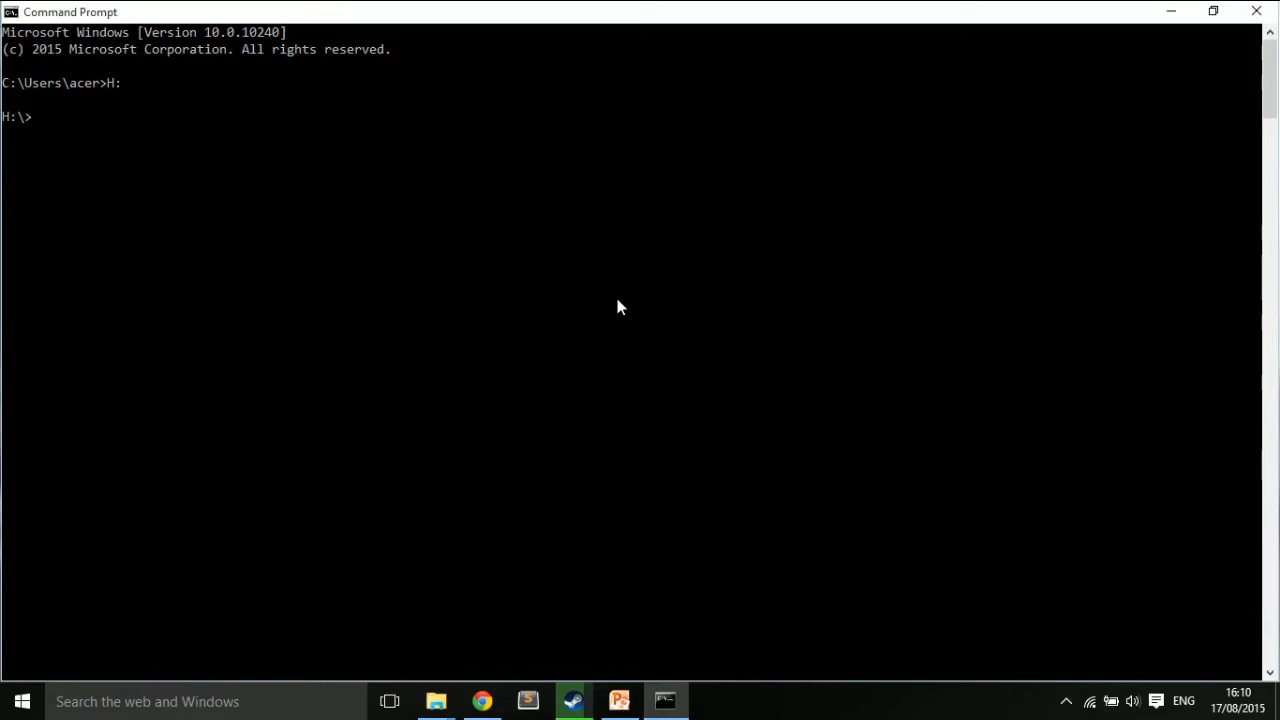 Command Prompt
Microsoft Windows [Version 10.0.10240]
(c) 2015 Microsoft Corporation. All rights reserved.
C:\Users\acer>H:
H:\>
Search the web and Windows
ENG
16:10
17/08/2015